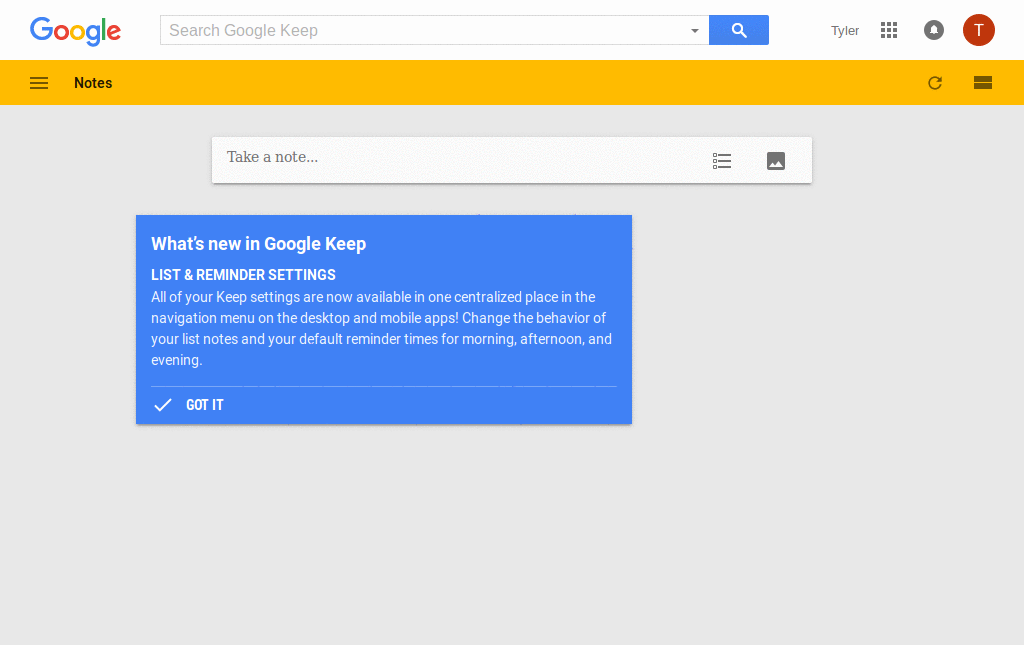 Google
Search Google Keep
Tyler
T
Notes
Take a note...
What's new in Google Keep
LIST & REMINDER SETTINGS
All of your Keep settings are now available in one centralized place in the
navigation menu on the desktop and mobile apps! Change the behavior of
your list notes and your default reminder times for morning, afternoon, and
evening.
GOT IT